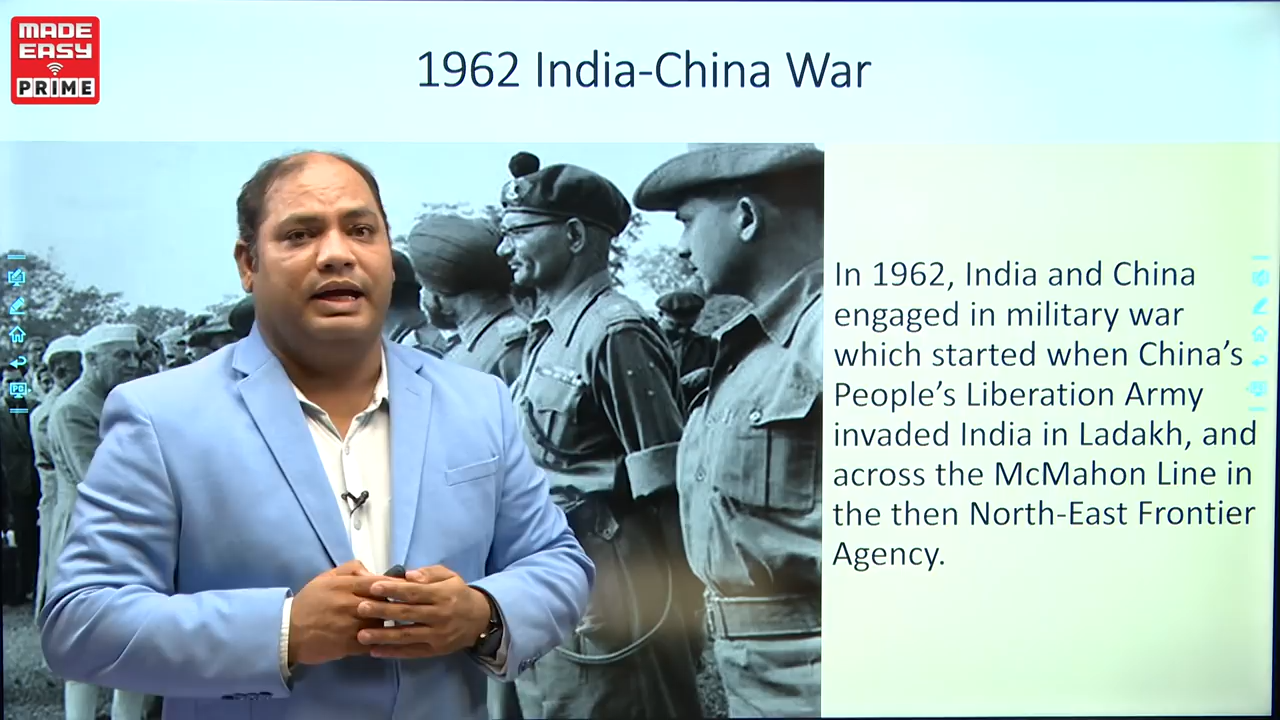 MADE
EASY
PRIME
1962 India-China War
In 1962, India and China
engaged in military war
which started when China’s
People’s Liberation Army
invaded India in Ladakh, and
across the McMahon Line in
the then North-East Frontier
Agency.